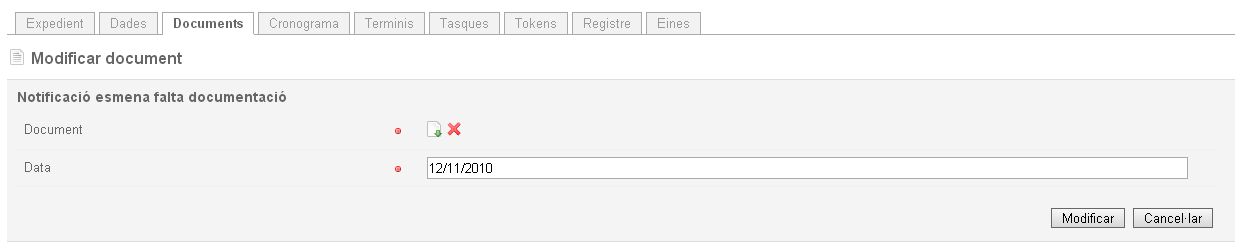 Expedient Dades Documents Cronograma Terminis Tasques Tokens Registre Eines
Modificar document
Notificació esmena falta documentació
Document
Data 12/11/2010
Modificar Cancel·lar